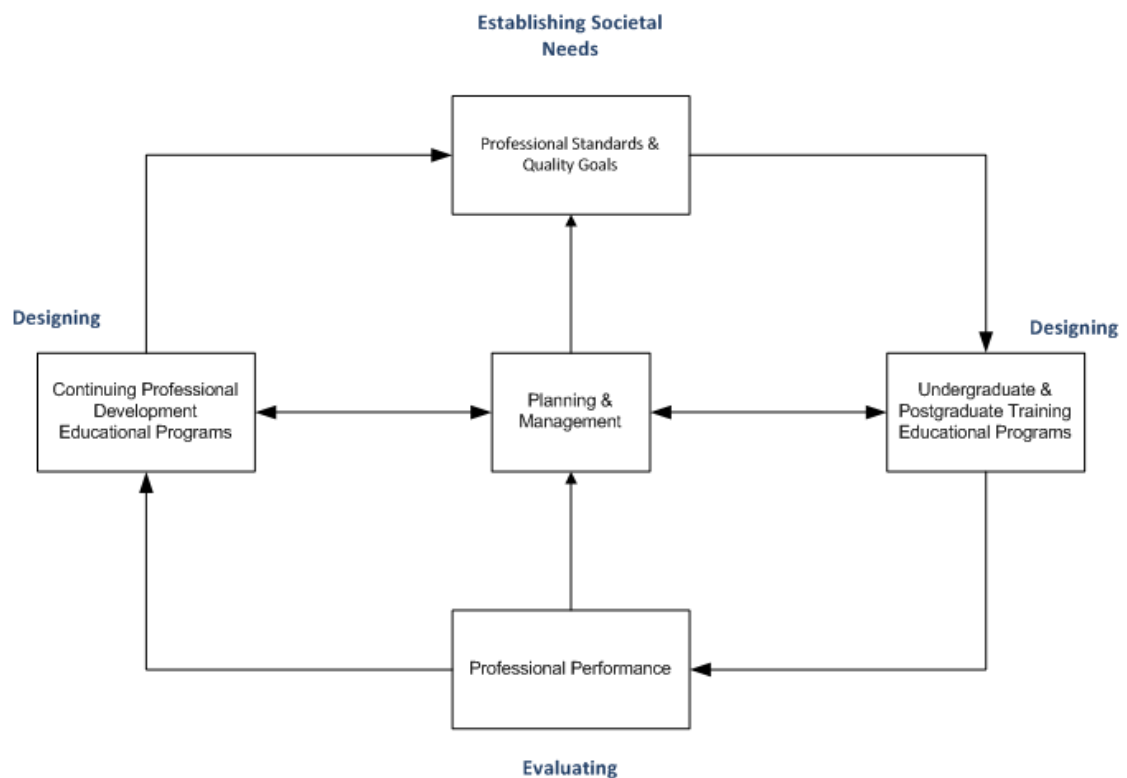 Establishing Societal
Needs
Professional Standards &
Quality Goals
Designing
Designing
Continuing Professional
Development
Educational Programs
Planning &
Management
Undergraduate &
Postgraduate Training
Educational Programs
Professional Performance
Evaluating